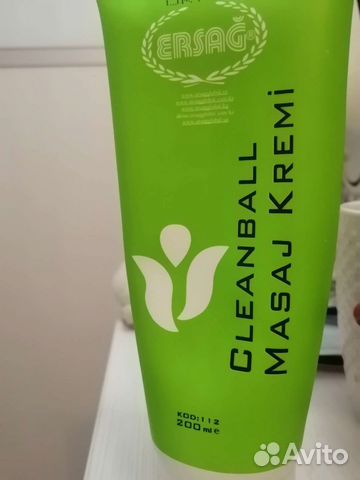 ERSAĞ
CLEANBALL
MASAJ KREMİ
KOD:112
200 ml e
Avito